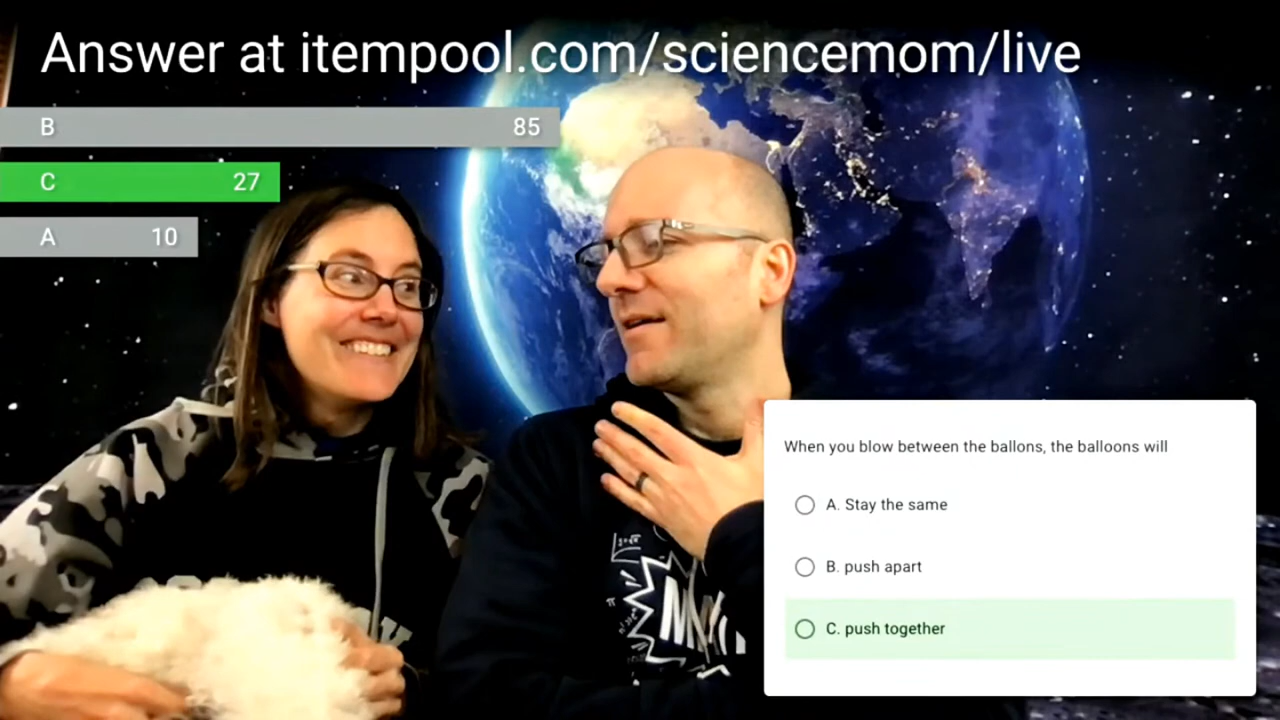 Answer at itempool.com/sciencemom/live
B 85
C 27
A 10
When you blow between the ballons, the balloons will
A. Stay the same
B. push apart
C. push together